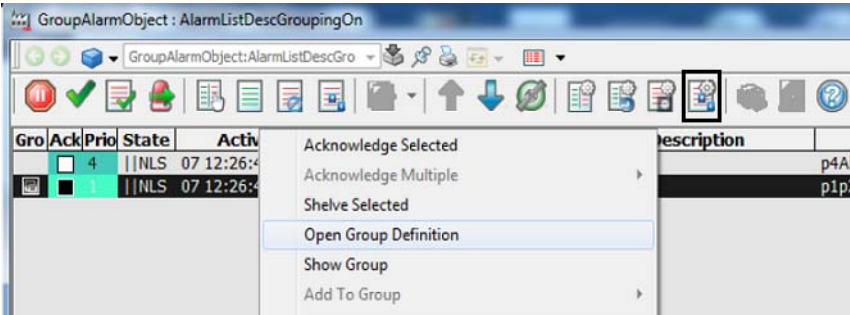 GroupAlarmObject : AlarmListDescGroupingOn
GroupAlarmObject:AlarmListDescGro
Gro Ack Prio State Activ Description
4 ||NLS 07 12:26:4 p4A
1 ||NLS 07 12:26:4 p1p
Acknowledge Selected
Acknowledge Multiple
Shelve Selected
Open Group Definition
Show Group
Add To Group